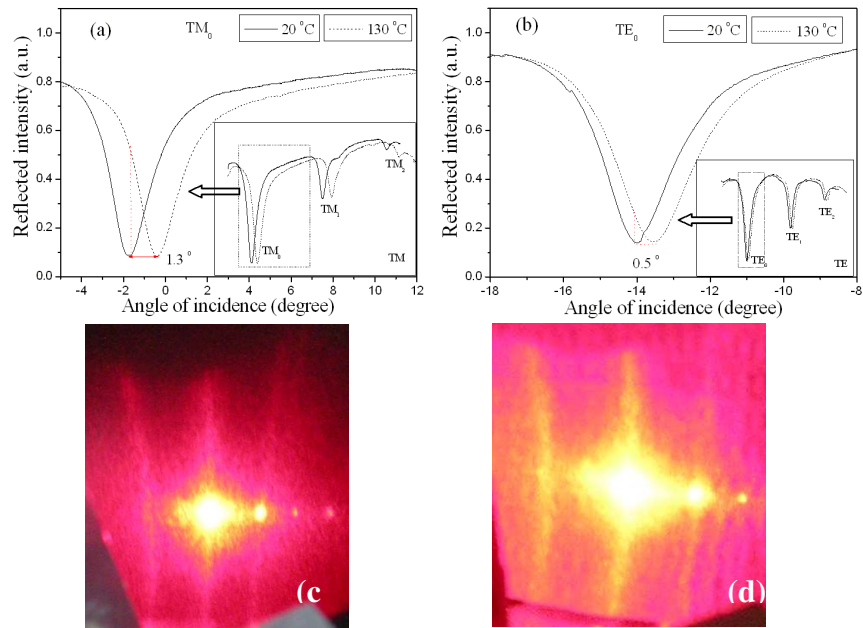 (a)
TM0
20 °C
130 °C
1.0
0.8
0.6
0.4
0.2
0.0
Reflected intensity (a.u.)
1.3 °
TM0
TM1
TM2
TM
-4
-2
0
2
4
6
8
10
12
Angle of incidence (degree)
(b)
TE0
20 °C
130 °C
1.0
0.8
0.6
0.4
0.2
0.0
Reflected intensity (a.u.)
0.5 °
TE0
TE1
TE2
TE
-18
-16
-14
-12
-10
-8
Angle of incidence (degree)
(c
(d)